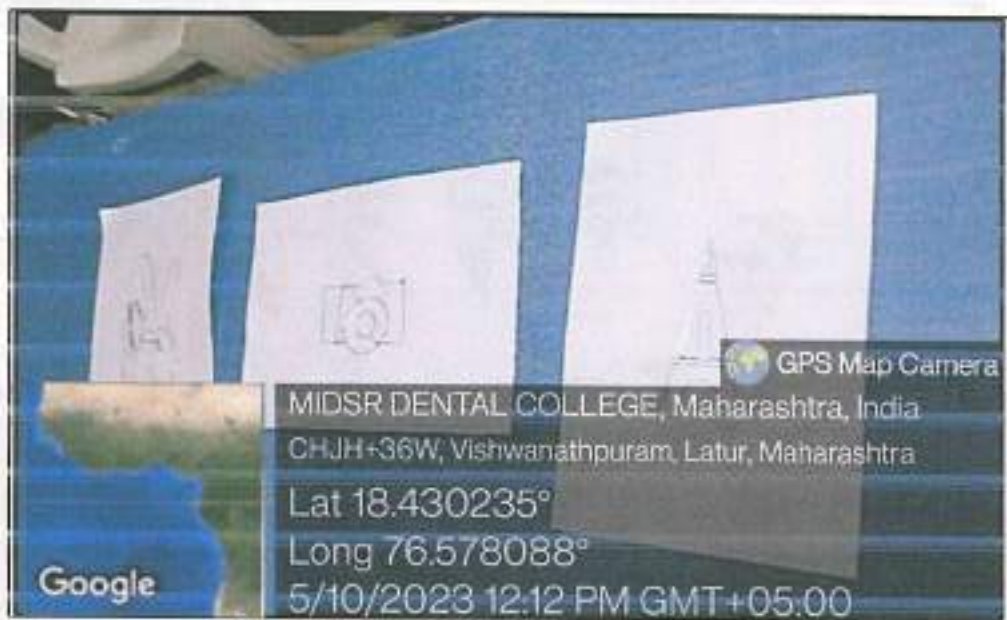 GPS Map Camera
MIDSR DENTAL COLLEGE, Maharashtra, India
CHJH+36W, Vishwanathpuram, Latur, Maharashtra
Lat 18.430235°
Long 76.578088°
5/10/2023 12:12 PM GMT+05:00
Google